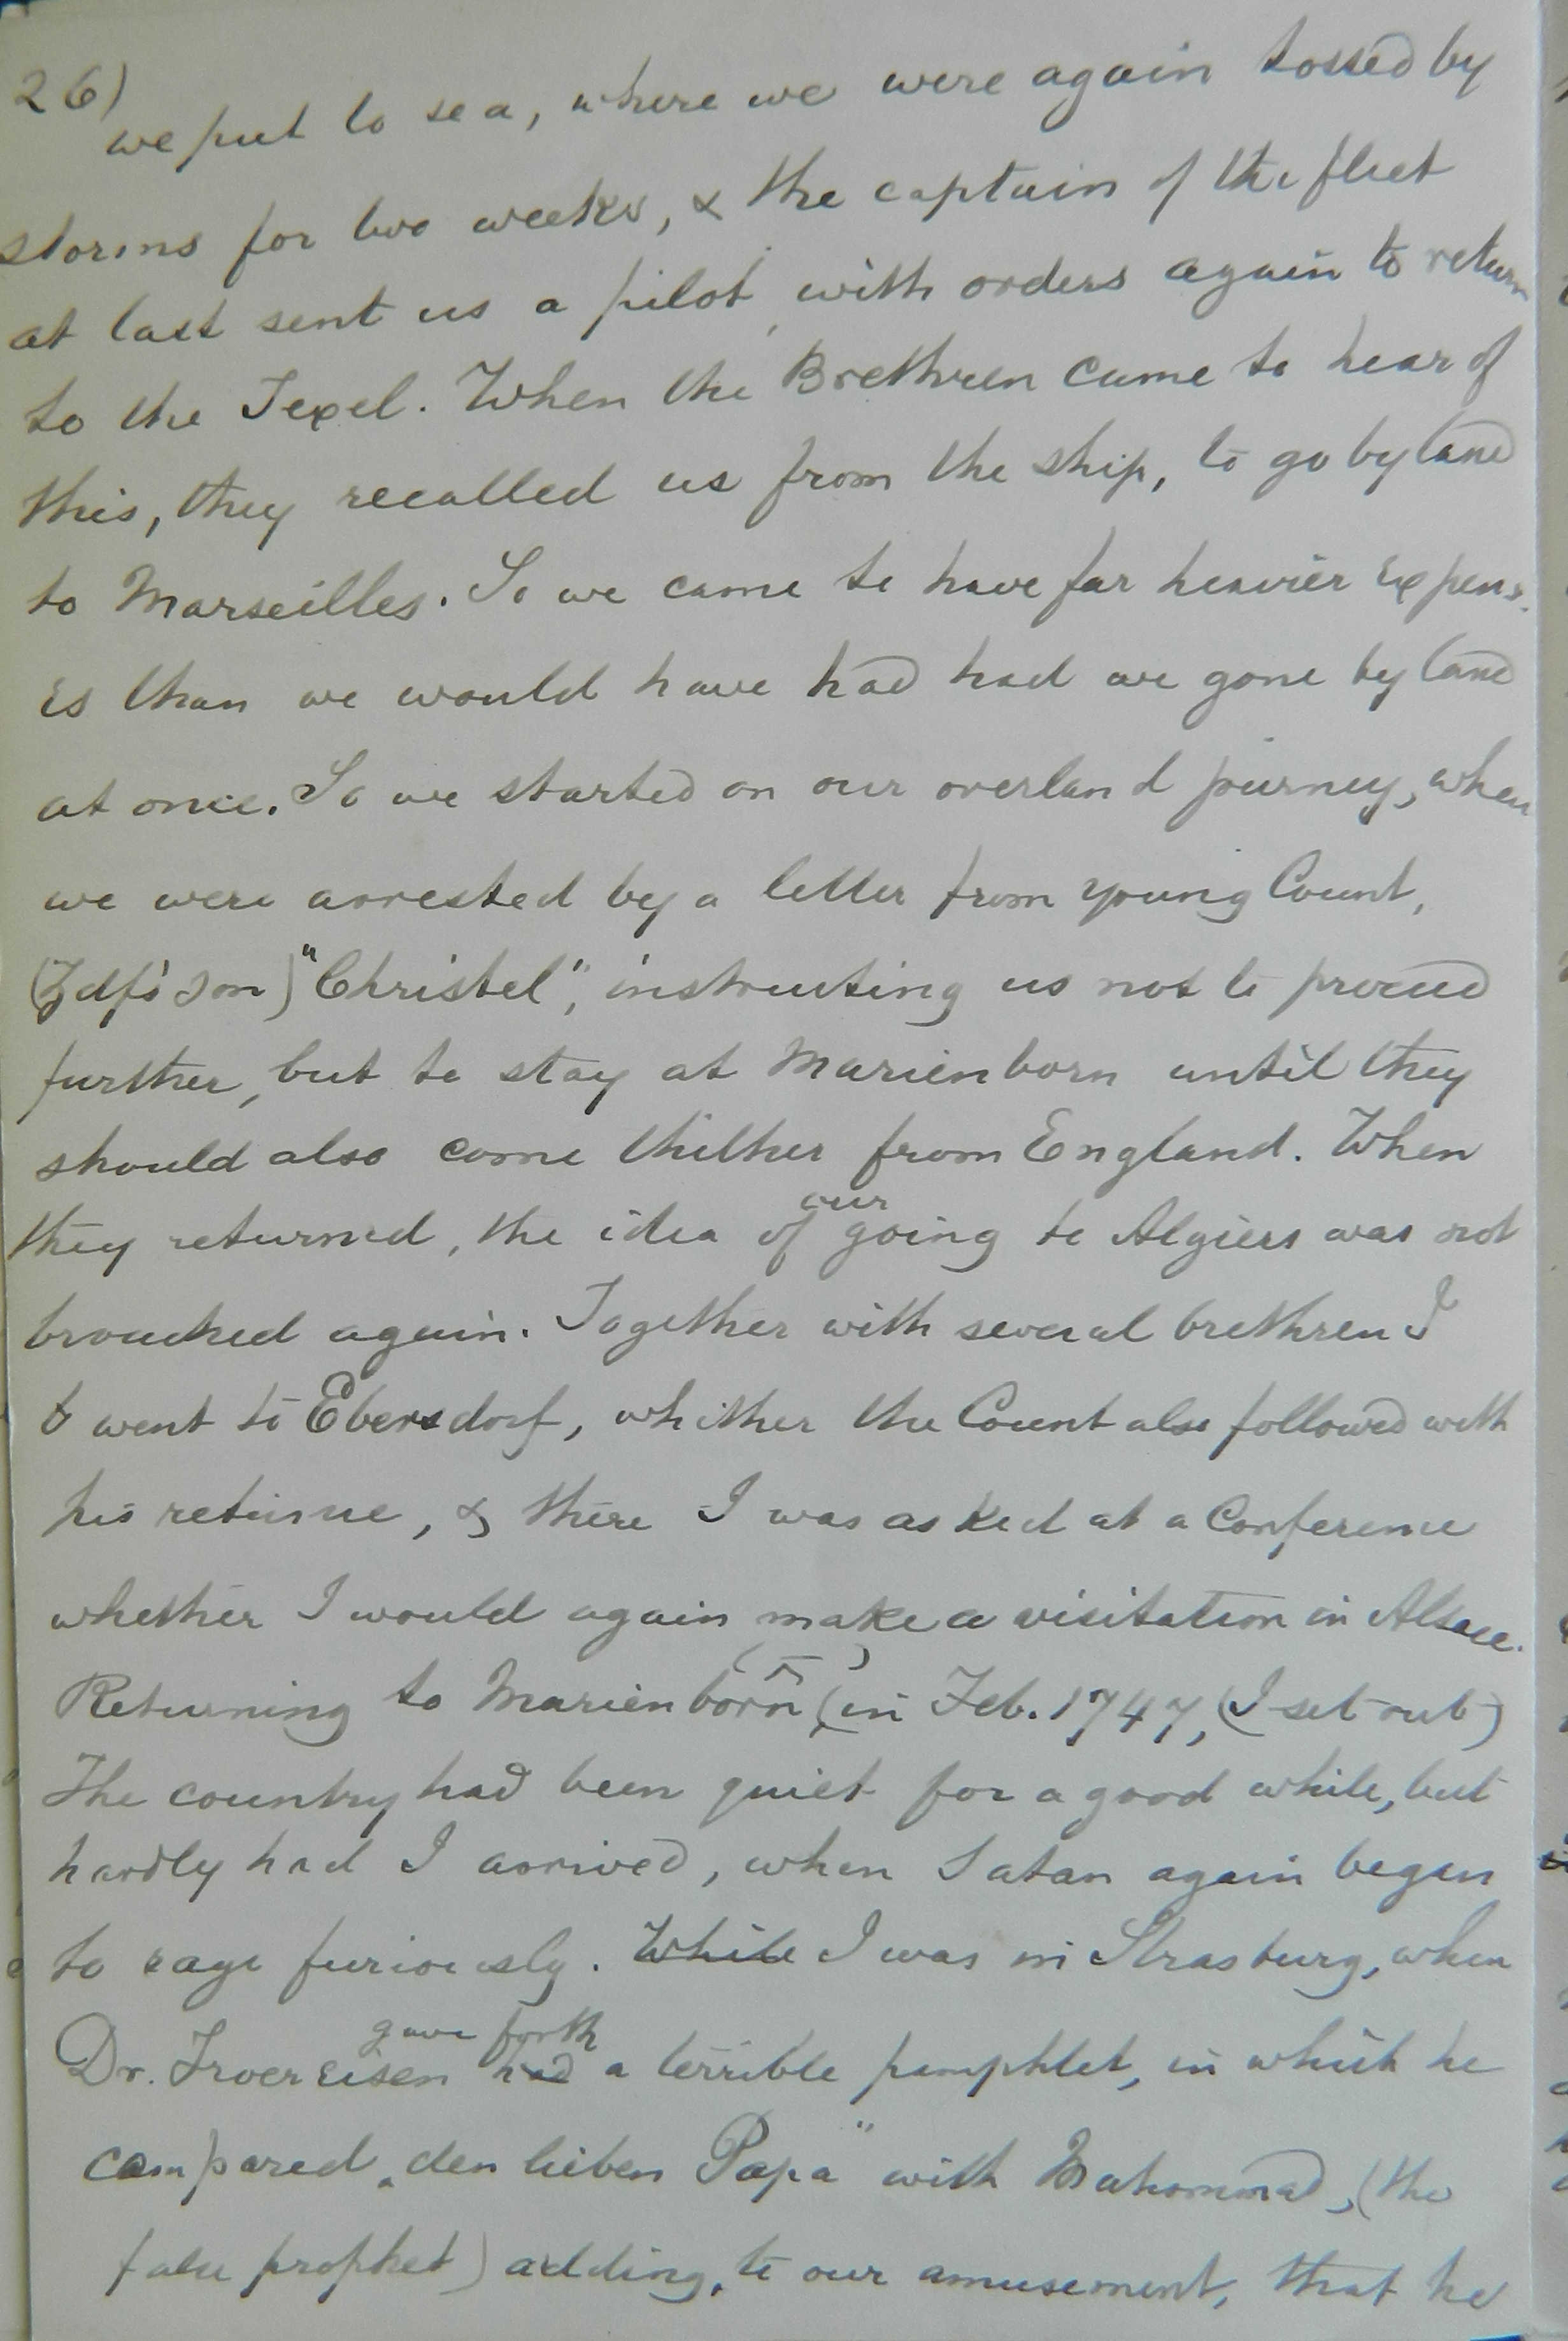 26)
we put to sea, where we were again tossed by
storms for two weeks, & the captain of the fleet
at last sent us a pilot, with orders again to return
to the Texel. When the Brethren came to hear of
this, they recalled us from the ship, to go by land
to Marseilles. So we came to have far heavier expens-
es than we would have had had we gone by land
at once. So we started on our overland journey, when
we were arrested by a letter from young Count,
(Zdf's son) "Christel", instructing us not to proceed
further, but to stay at Marienborn until they
should also come thither from England. When
they returned, the idea of our going to Algiers was not
broached again. Together with several brethren I
went to Ebersdorf, whither the Count also followed with
his retinue, & there I was asked at a Conference
whether I would again make a visitation in Alsace.
Returning to Marienborn (in Feb. 1747, (I set out)
The country had been quiet for a good while, but
hardly had I arrived, when Satan again began
to rage furiously. While I was in Strasburg, when
Dr. Froereisen had gave forth a terrible pamphlet, in which he
compared „den lieben Papa" with Mahommad, (the
false prophet) adding, to our amusement, that he